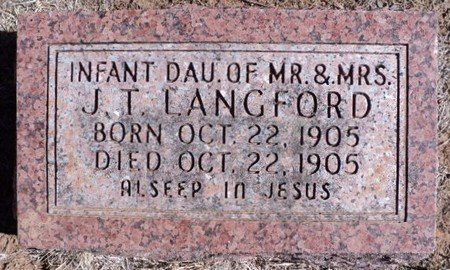 INFANT DAU. OF MR. & MRS.
J. T. LANGFORD
BORN OCT. 22, 1905
DIED OCT. 22, 1905
ALSEEP IN JESUS